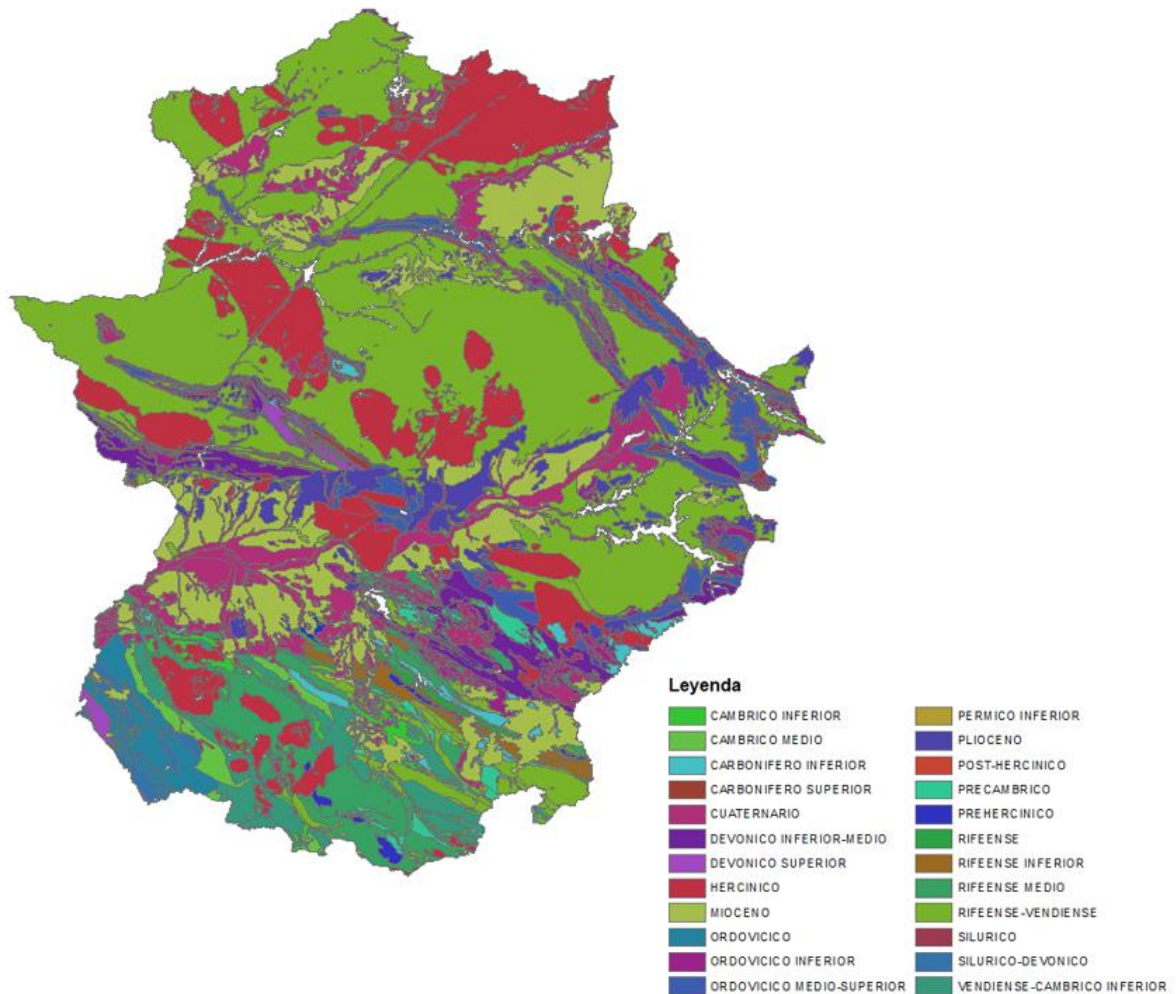 Leyenda
CAMBRICO INFERIOR
CAMBRICO MEDIO
CARBONIFERO INFERIOR
CARBONIFERO SUPERIOR
CUATERNARIO
DEVONICO INFERIOR-MEDIO
DEVONICO SUPERIOR
HERCINICO
MIOCENO
ORDOVICICO
ORDOVICICO INFERIOR
ORDOVICICO MEDIO-SUPERIOR
PERMICO INFERIOR
PLIOCENO
POST-HERCINICO
PRECAMBRICO
PREHERCINICO
RIFEENSE
RIFEENSE INFERIOR
RIFEENSE MEDIO
RIFEENSE-VENDIENSE
SILURICO
SILURICO-DEVONICO
VENDIENSE-CAMBRICO INFERIOR